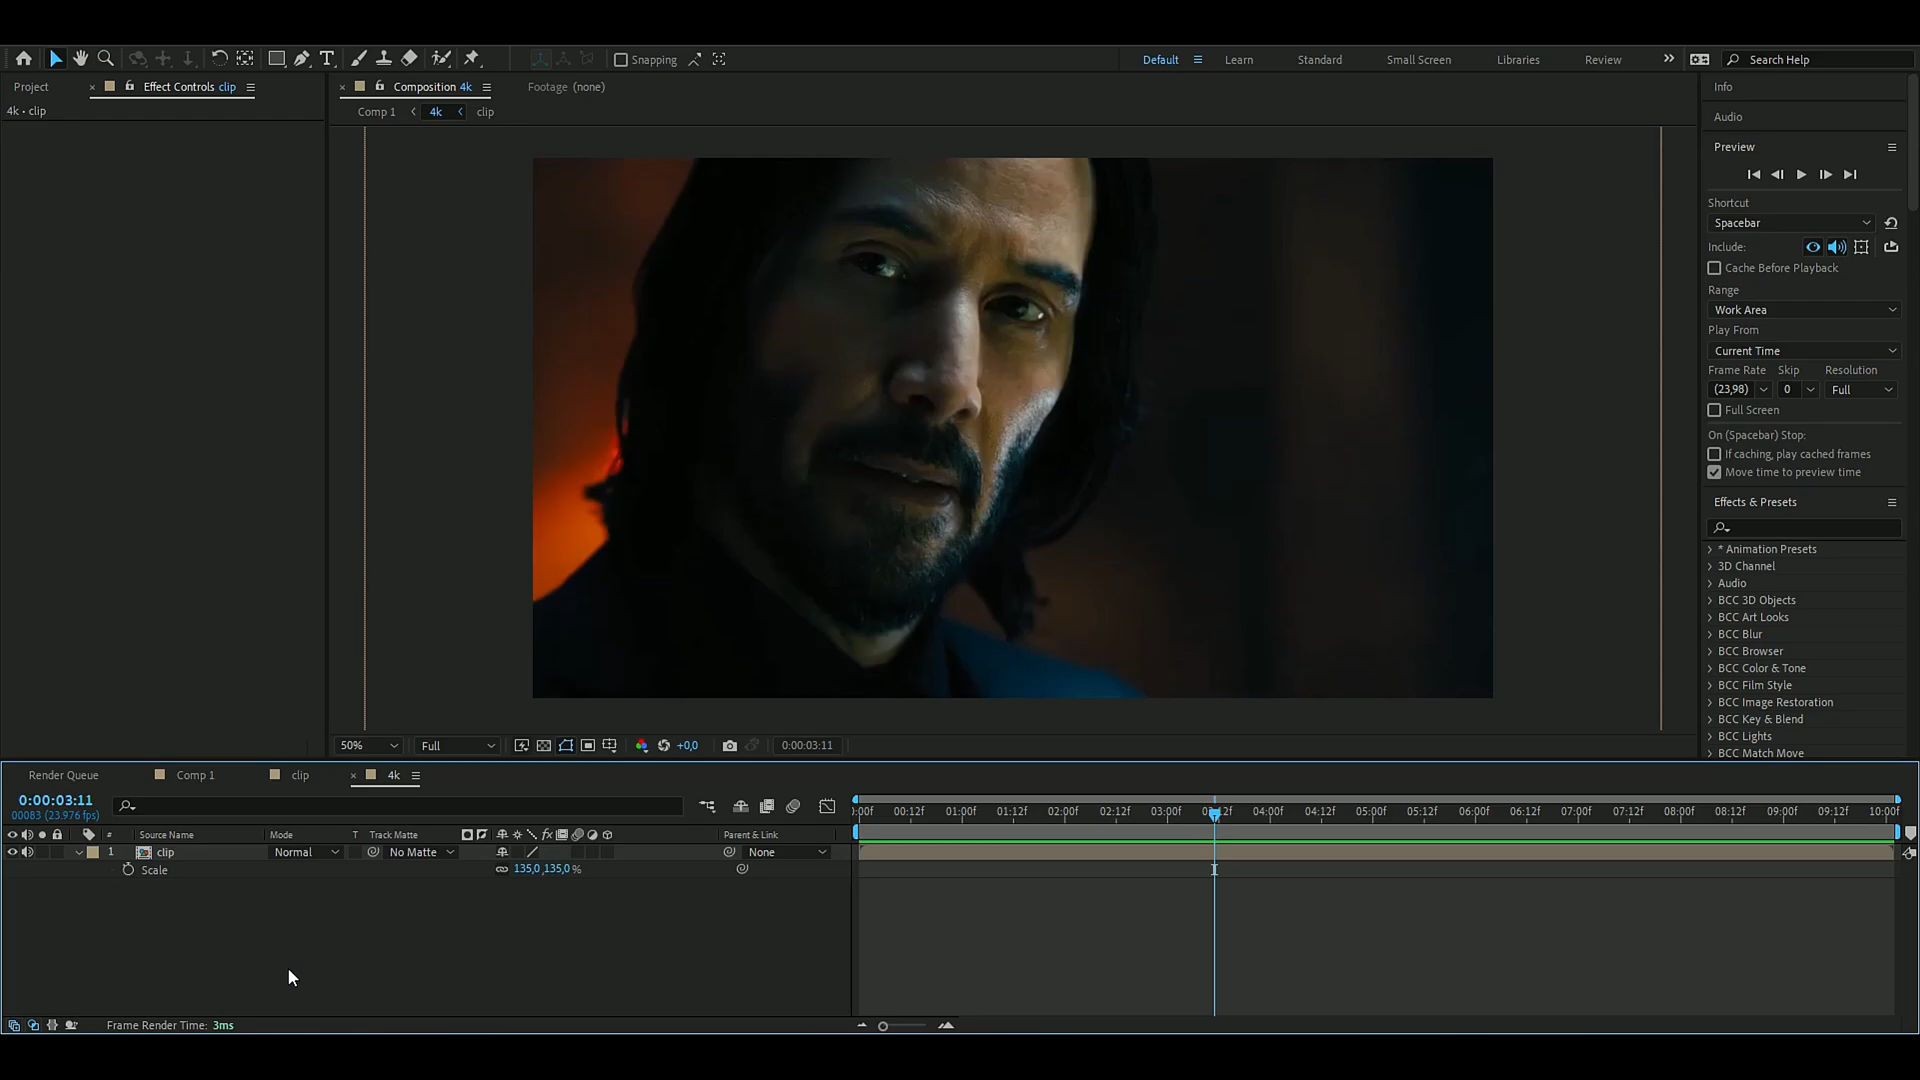 Snapping
Default
Learn
Standard
Small Screen
Libraries
Review
Search Help
Project
Effect Controls clip
Composition 4k
Footage (none)
4k • clip
Comp 1
4k
clip
Info
Audio
Preview
Shortcut
Spacebar
Include:
Cache Before Playback
Range
Work Area
Play From
Current Time
Frame Rate Skip Resolution
(23,98) 0 Full
Full Screen
On (Spacebar) Stop:
If caching, play cached frames
Move time to preview time
Effects & Presets
* Animation Presets
3D Channel
Audio
BCC 3D Objects
BCC Art Looks
BCC Blur
BCC Browser
BCC Color & Tone
BCC Film Style
BCC Image Restoration
BCC Key & Blend
BCC Lights
BCC Match Move
50% Full +0,0 0:00:03:11
Render Queue Comp 1 clip 4k
0:00:03:11
00083 (23.976 fps)
:00f 00:12f 01:00f 01:12f 02:00f 02:12f 03:00f 03:12f 04:00f 04:12f 05:00f 05:12f 06:00f 06:12f 07:00f 07:12f 08:00f 08:12f 09:00f 09:12f 10:00f
# Source Name Mode T Track Matte fx Parent & Link
1 clip Normal No Matte None
Scale 135,0,135,0 %
Frame Render Time: 3ms